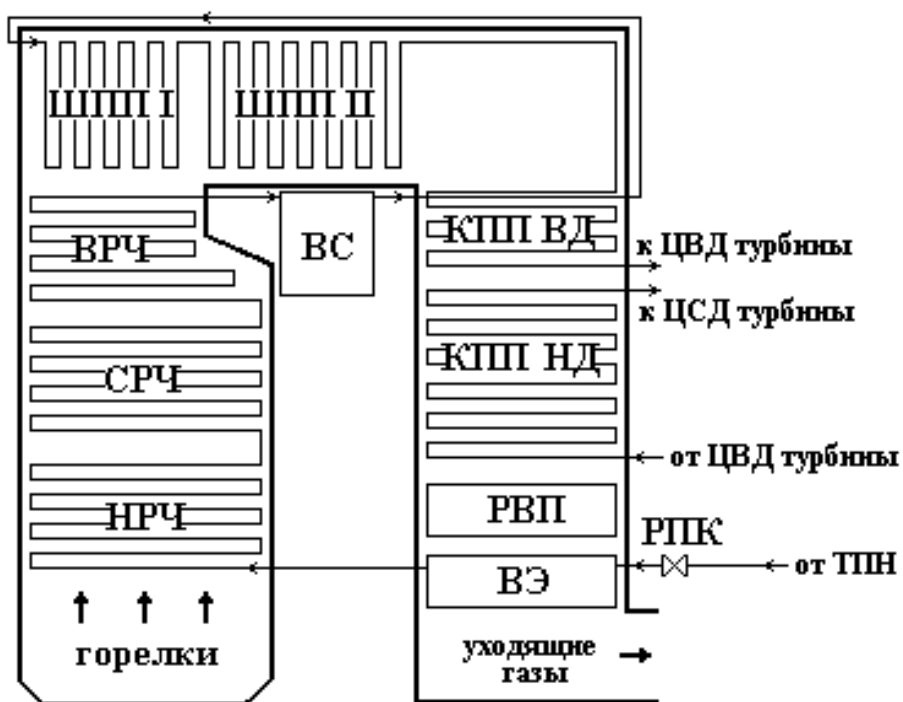 ШПП I
ШПП II
ВРЧ
ВС
КПП ВД
к ЦВД турбины
к ЦСД турбины
КПП НД
СРЧ
от ЦВД турбины
НРЧ
РВП
РПК
ВЭ
от ТПН
горелки
уходящие
газы